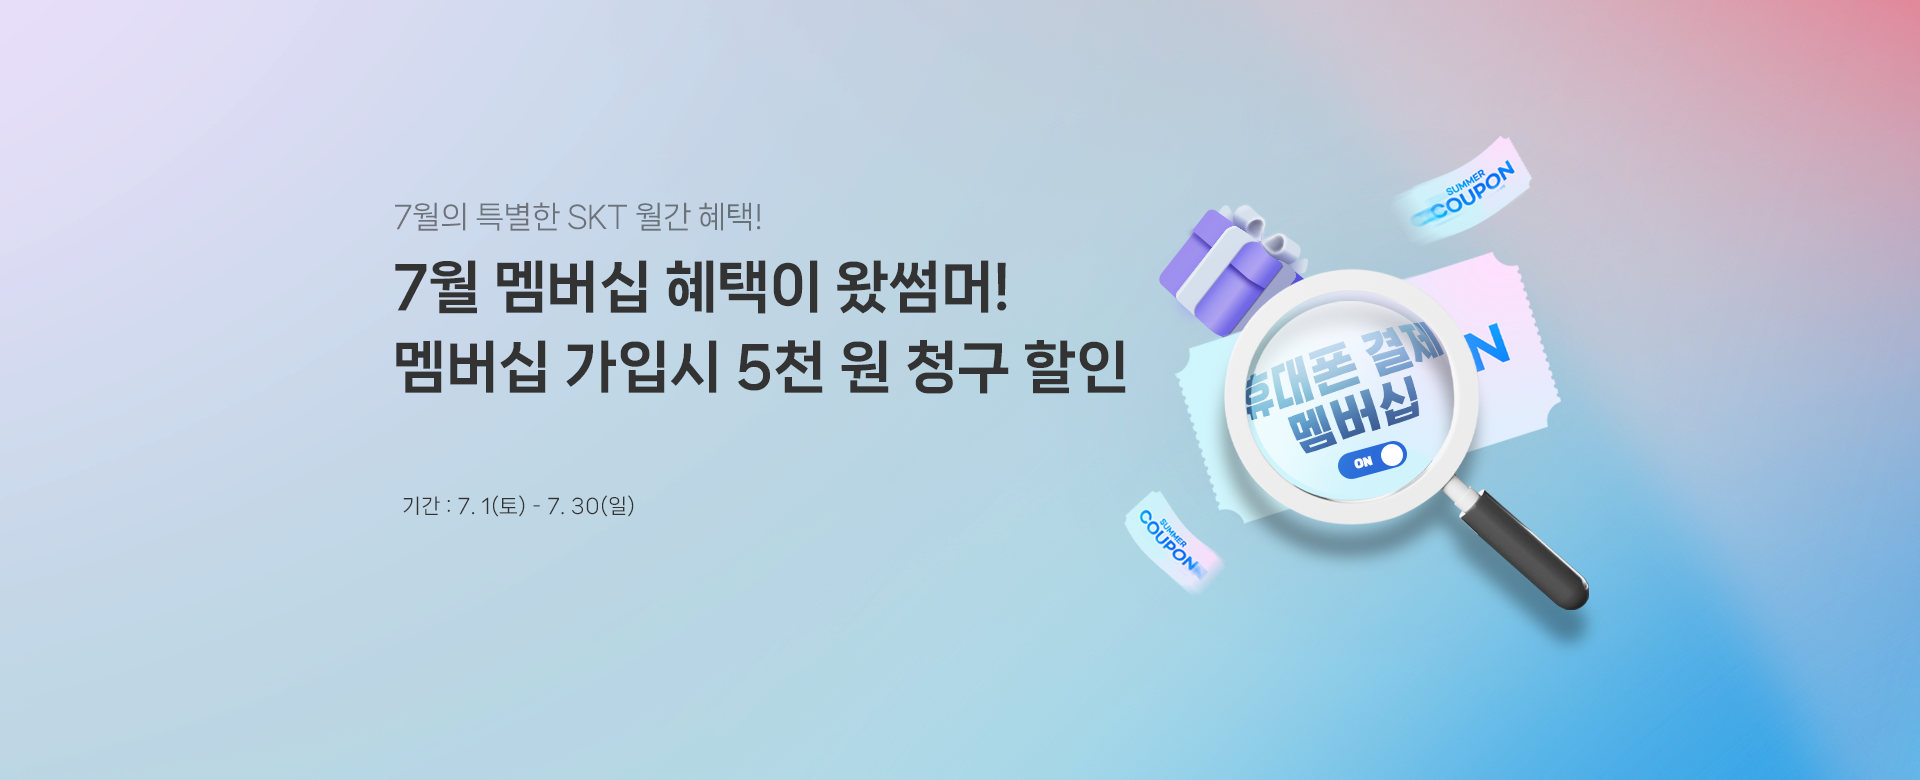 7월의 특별한 SKT 월간 혜택!
7월 멤버십 혜택이 왔썸머!
멤버십 가입시 5천 원 청구 할인
기간 : 7. 1(토) - 7. 30(일)
SUMMER
COUPON
휴대폰 결제
멤버십
ON
N
SUMMER
COUPON